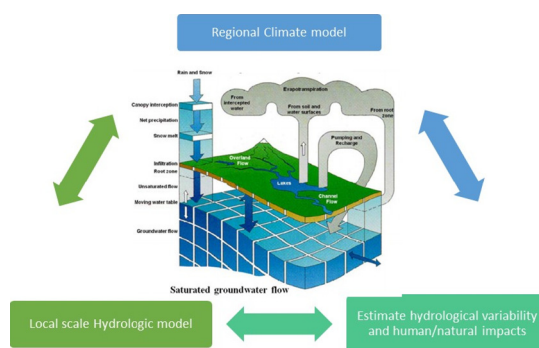 Regional Climate model
Rain and Snow
Evapotranspiration
From
intercepted
water
From soil and
water surfaces
From root
zone
Canopy interception
Net precipitation
Snow melt
Pumping and
Recharge
Infiltration
Root zone
Overland
Flow
Unsaturated flow
Lakes
Channel
Flow
Moving water table
Groundwater flow
Saturated groundwater flow
Local scale Hydrologic model
Estimate hydrological variability
and human/natural impacts